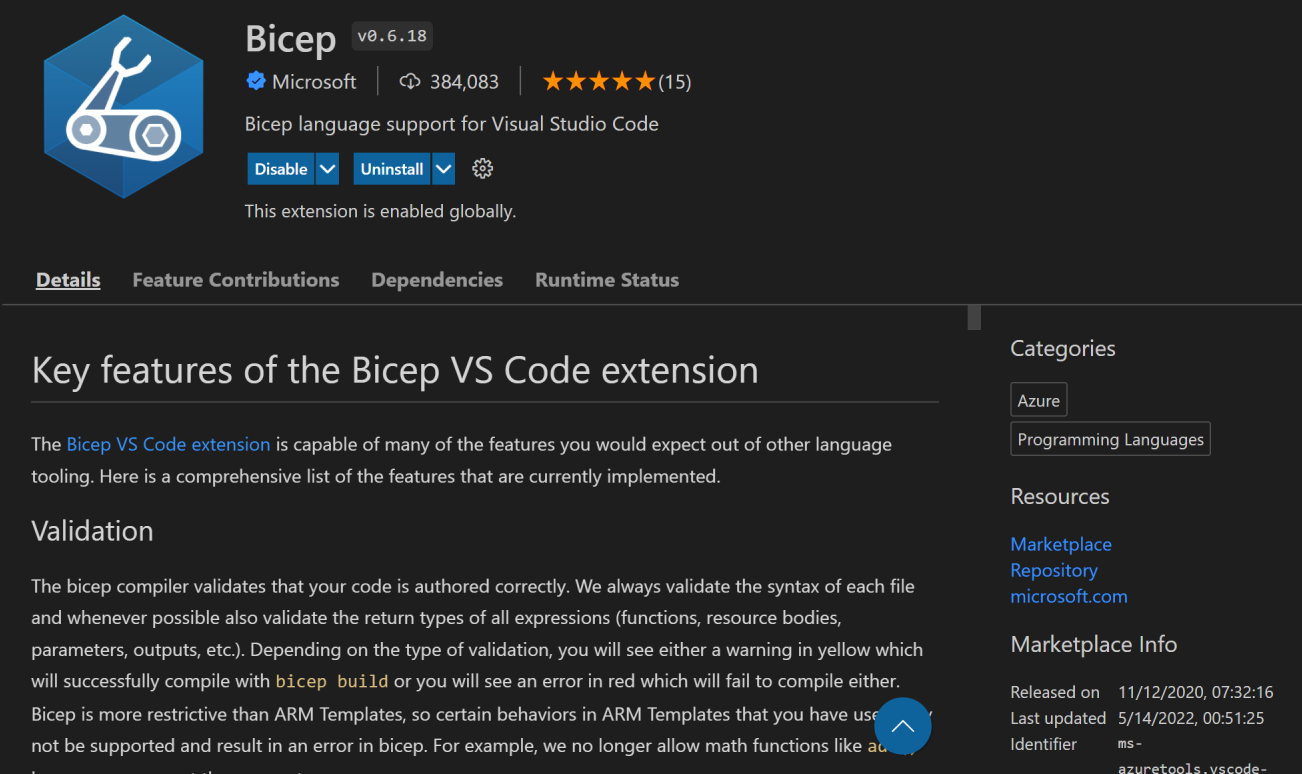 Bicep v0.6.18
Microsoft 384,083 (15)
Bicep language support for Visual Studio Code
Disable Uninstall
This extension is enabled globally.
Details Feature Contributions Dependencies Runtime Status
Key features of the Bicep VS Code extension
The Bicep VS Code extension is capable of many of the features you would expect out of other language
tooling. Here is a comprehensive list of the features that are currently implemented.
Validation
The bicep compiler validates that your code is authored correctly. We always validate the syntax of each file
and whenever possible also validate the return types of all expressions (functions, resource bodies,
parameters, outputs, etc.). Depending on the type of validation, you will see either a warning in yellow which
will successfully compile with bicep build or you will see an error in red which will fail to compile either.
Bicep is more restrictive than ARM Templates, so certain behaviors in ARM Templates that you have
not be supported and result in an error in bicep. For example, we no longer allow math functions like
Categories
Azure
Programming Languages
Resources
Marketplace
Repository
microsoft.com
Marketplace Info
Released on 11/12/2020, 07:32:16
Last updated 5/14/2022, 00:51:25
Identifier ms-
azuretools.vscode-